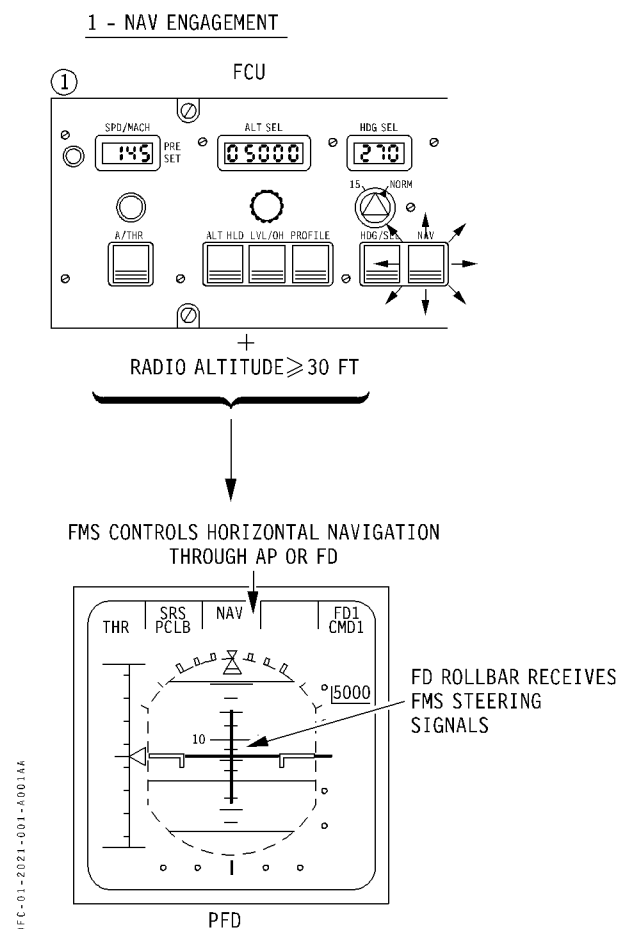 1 - NAV ENGAGEMENT
FCU
1
SPD/MACH
ALT SEL
HDG SEL
145
PRE
SET
05000
270
15
NORM
A/THR
ALT HLD LVL/CH PROFILE
HDG/SEL
NAV
+
RADIO ALTITUDE⩾30 FT
FMS CONTROLS HORIZONTAL NAVIGATION
THROUGH AP OR FD
THR
SRS
PCLB
NAV
FD1
CMD1
5000
10
FD ROLLBAR RECEIVES
FMS STEERING
SIGNALS
PFD